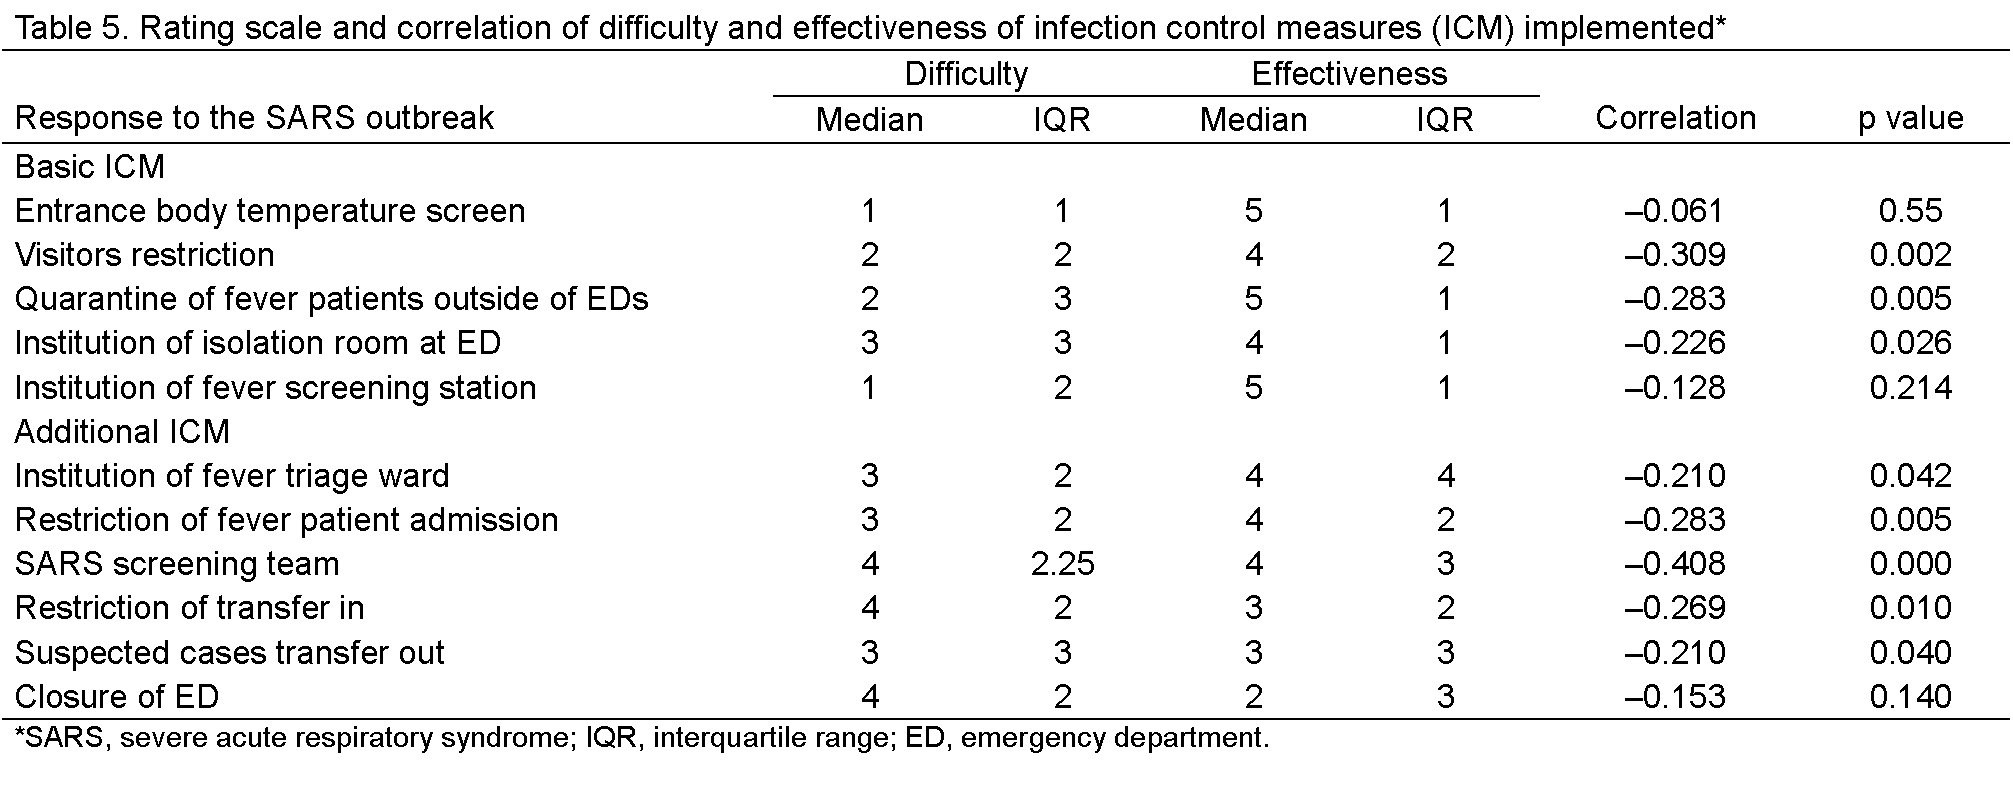 Table 5. Rating scale and correlation of difficulty and effectiveness of infection control measures (ICM) implemented*
Difficulty Effectiveness
Response to the SARS outbreak Median IQR Median IQR Correlation p value
Basic ICM
Entrance body temperature screen 1 1 5 1 –0.061 0.55
Visitors restriction 2 2 4 2 –0.309 0.002
Quarantine of fever patients outside of EDs 2 3 5 1 –0.283 0.005
Institution of isolation room at ED 3 3 4 1 –0.226 0.026
Institution of fever screening station 1 2 5 1 –0.128 0.214
Additional ICM
Institution of fever triage ward 3 2 4 4 –0.210 0.042
Restriction of fever patient admission 3 2 4 2 –0.283 0.005
SARS screening team 4 2.25 4 3 –0.408 0.000
Restriction of transfer in 4 2 3 2 –0.269 0.010
Suspected cases transfer out 3 3 3 3 –0.210 0.040
Closure of ED 4 2 2 3 –0.153 0.140
*SARS, severe acute respiratory syndrome; IQR, interquartile range; ED, emergency department.